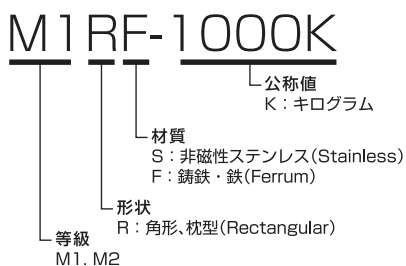 M1RF-1000K
公称値
K：キログラム
材質
S：非磁性ステンレス(Stainless)
F：鋳鉄・鉄(Ferrum)
形状
R：角形、枕型(Rectangular)
等級
M1、M2